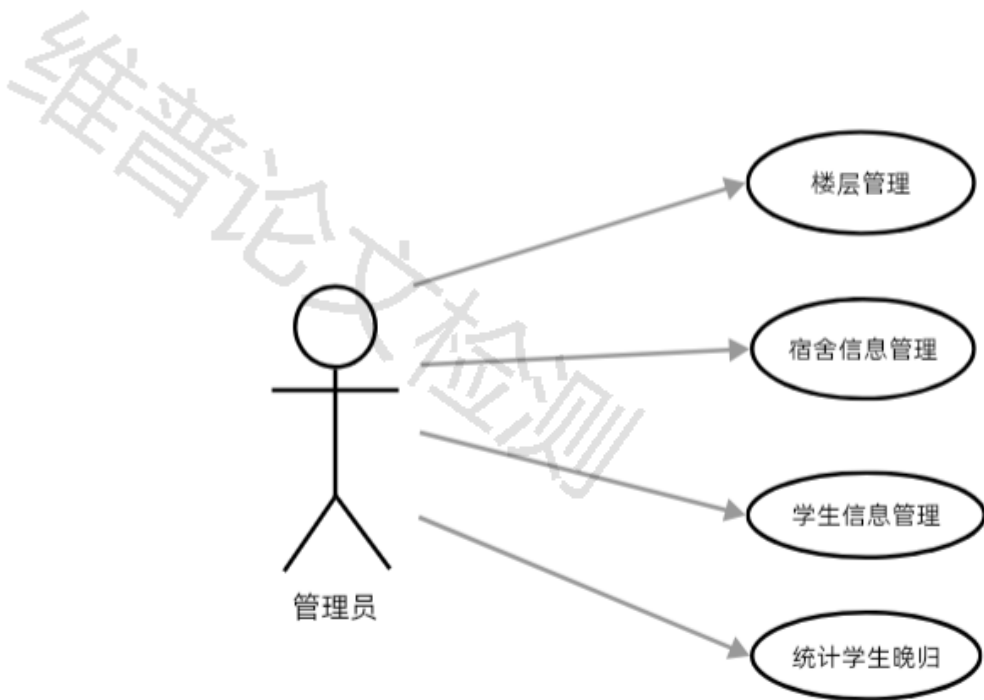 维普论文检测
楼层管理
宿舍信息管理
学生信息管理
管理员
统计学生晚归